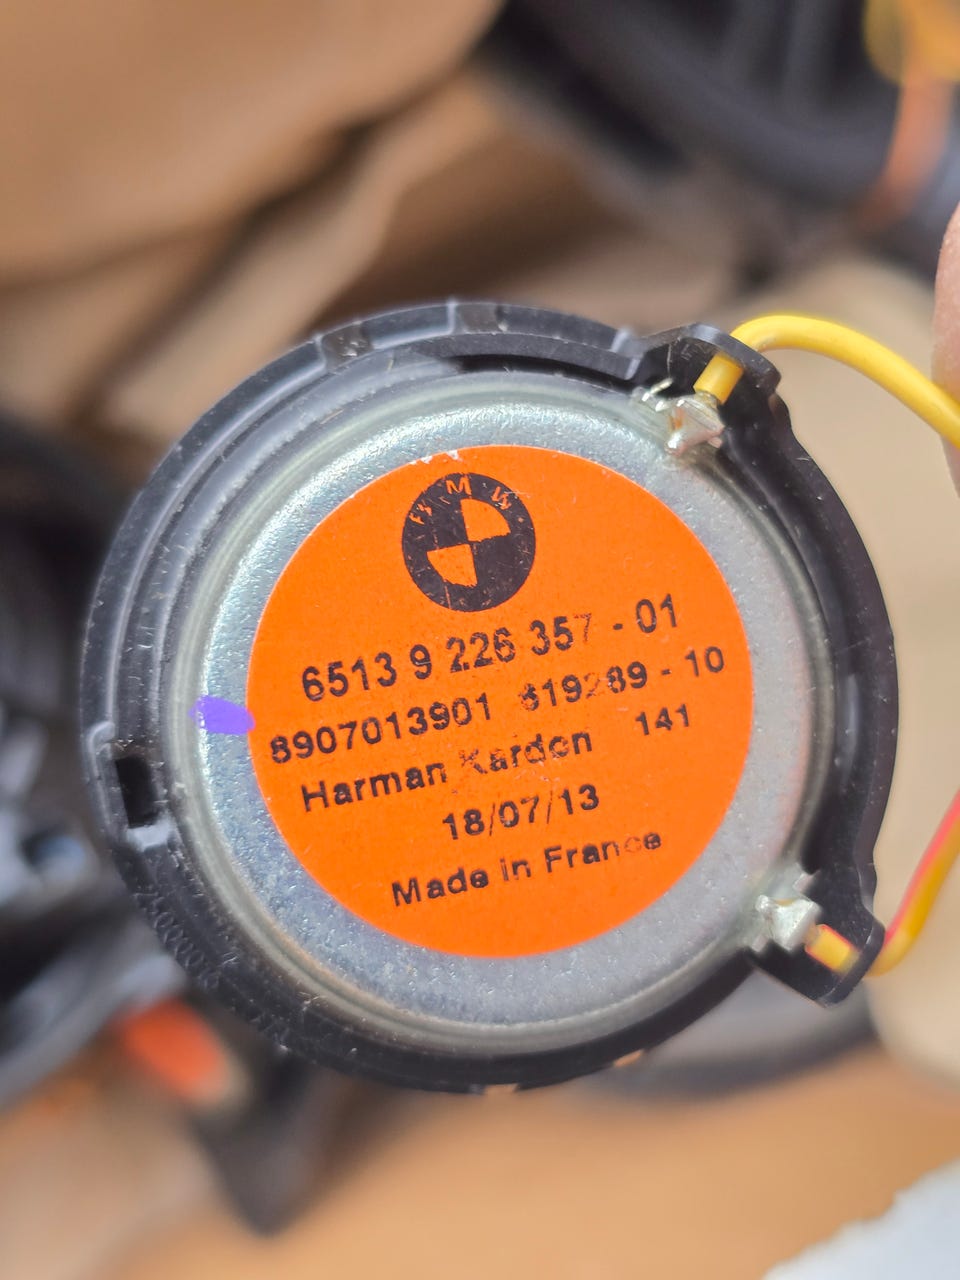 BMW
6513 9 226 357 - 01
8907013901 619289 - 10
Harman Kardon 141
18/07/13
Made in France